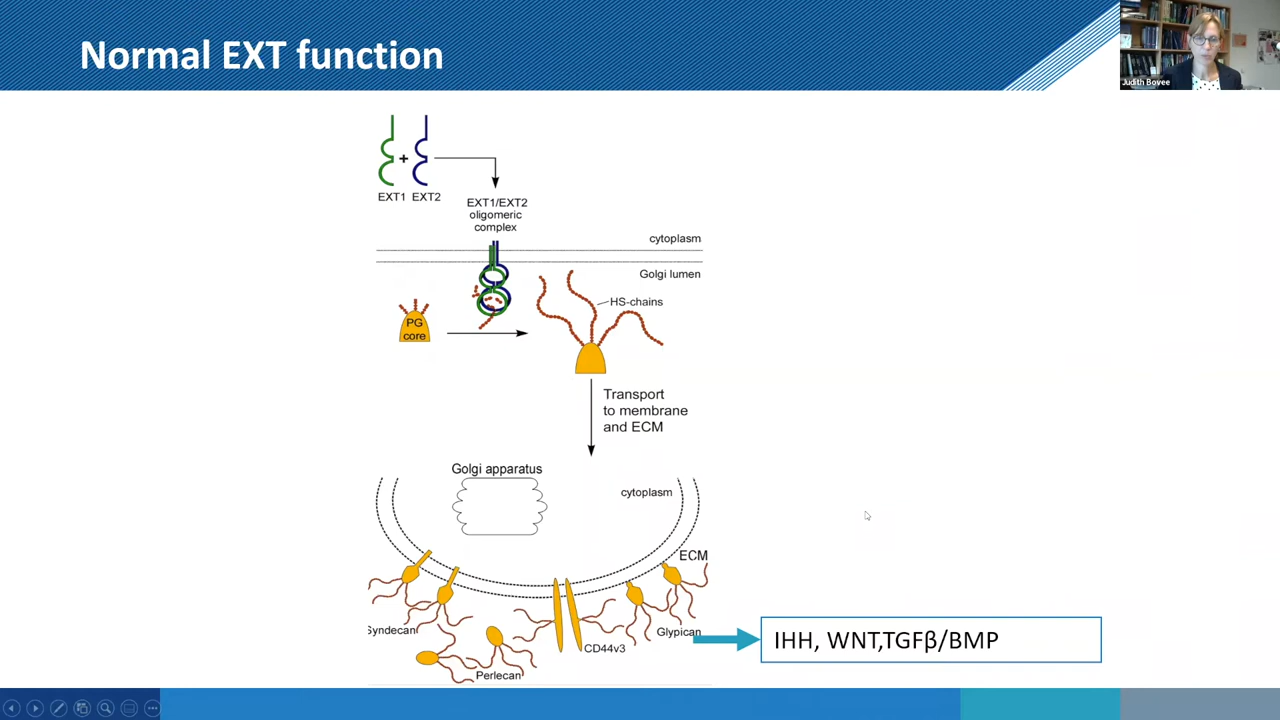 Normal EXT function
Judith Bovee
+
EXT1 EXT2
EXT1/EXT2
oligomeric
complex
cytoplasm
Golgi lumen
HS-chains
PG
core
Transport
to membrane
and ECM
Golgi apparatus
cytoplasm
ECM
Syndecan
Glypican
CD44v3
Perlecan
IHH, WNT,TGFβ/BMP